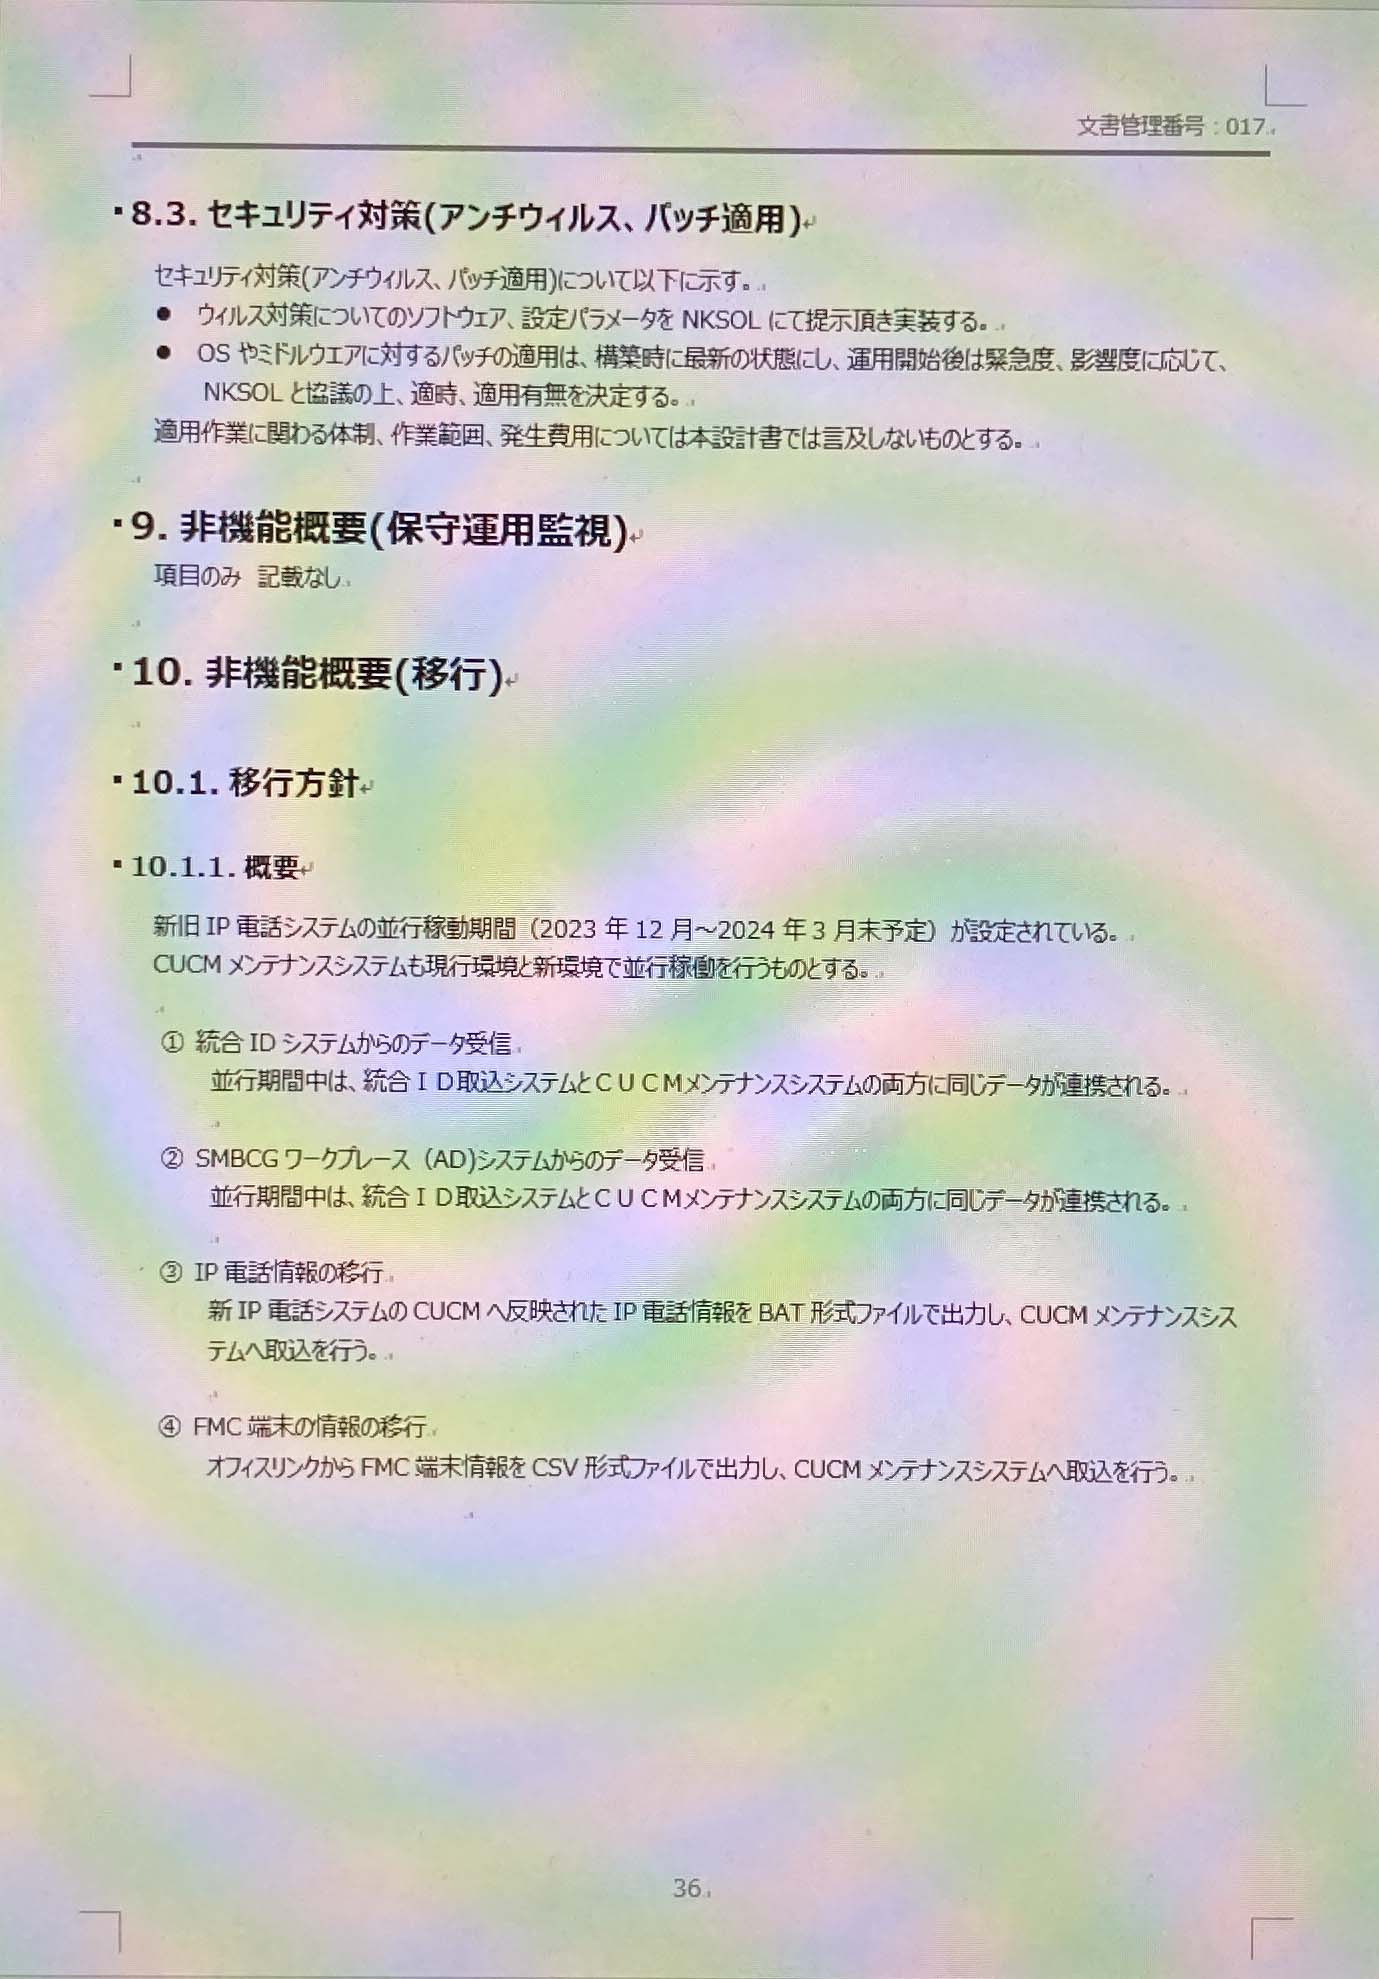 文書管理番号：017
8.3. セキュリティ対策(アンチウィルス、パッチ適用)
セキュリティ対策(アンチウィルス、パッチ適用)について以下に示す。
● ウィルス対策についてのソフトウェア、設定パラメータを NKSOL にて提示頂き実装する。
● OS やミドルウエアに対するパッチの適用は、構築時に最新の状態にし、運用開始後は緊急度、影響度に応じて、
NKSOL と協議の上、適時、適用有無を決定する。
適用作業に関わる体制、作業範囲、発生費用については本設計書では言及しないものとする。
9. 非機能概要(保守運用監視)
項目のみ　記載なし
10. 非機能概要(移行)
10.1. 移行方針
10.1.1. 概要
新旧 IP 電話システムの並行稼動期間（2023 年 12 月～2024 年 3 月末予定）が設定されている。
CUCM メンテナンスシステムも現行環境と新環境で並行稼働を行うものとする。
① 統合 ID システムからのデータ受信
並行期間中は、統合ＩＤ取込システムとＣＵＣＭメンテナンスシステムの両方に同じデータが連携される。
② SMBCG ワークプレース（AD)システムからのデータ受信
並行期間中は、統合ＩＤ取込システムとＣＵＣＭメンテナンスシステムの両方に同じデータが連携される。
③ IP 電話情報の移行
新 IP 電話システムの CUCM へ反映された IP 電話情報を BAT 形式ファイルで出力し、CUCM メンテナンスシス
テムへ取込を行う。
④ FMC 端末の情報の移行
オフィスリンクから FMC 端末情報を CSV 形式ファイルで出力し、CUCM メンテナンスシステムへ取込を行う。
36